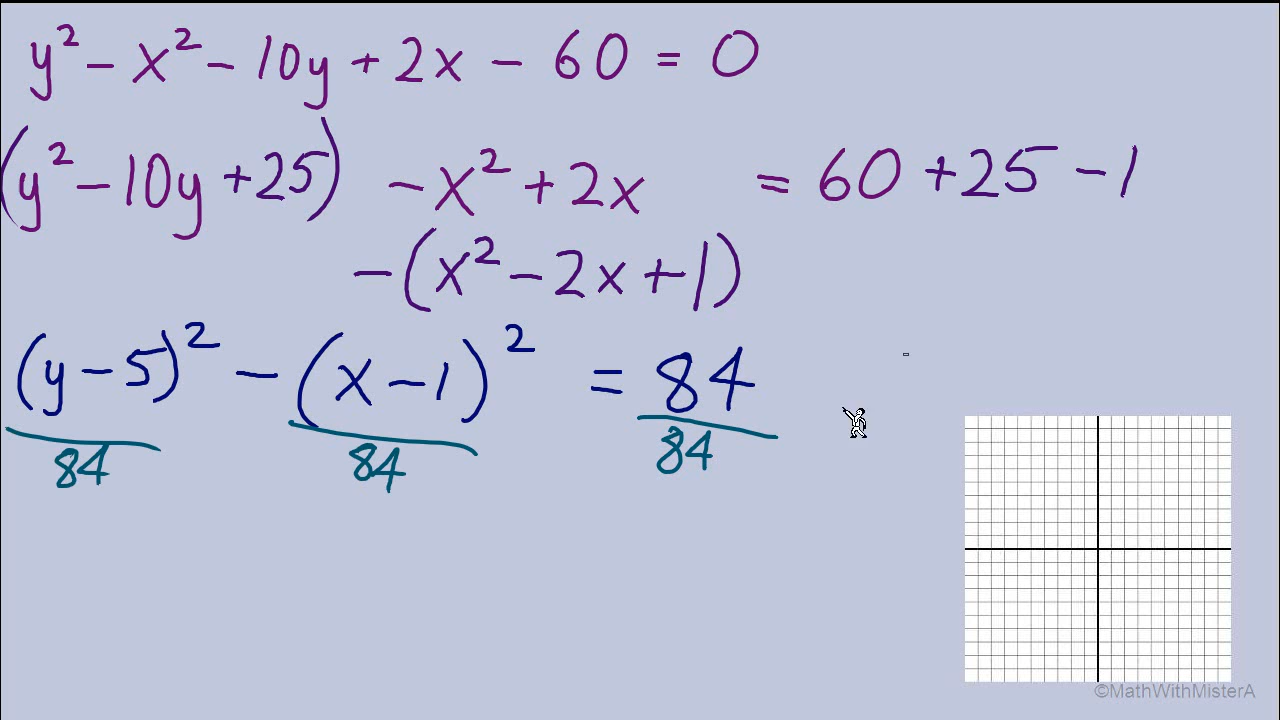 y² − x² − 10y + 2x − 60 = 0
(y² − 10y + 25) − x² + 2x = 60 + 25 − 1
−(x² − 2x + 1)
(y − 5)² − (x − 1)² = 84
84 84 84
©MathWithMisterA